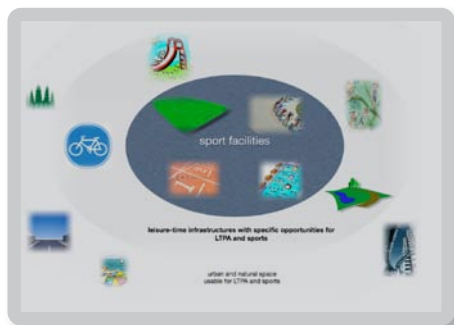 sport facilities
leisure-time infrastructures with specific opportunities for
LTPA and sports
urban and natural space
usable for LTPA and sports